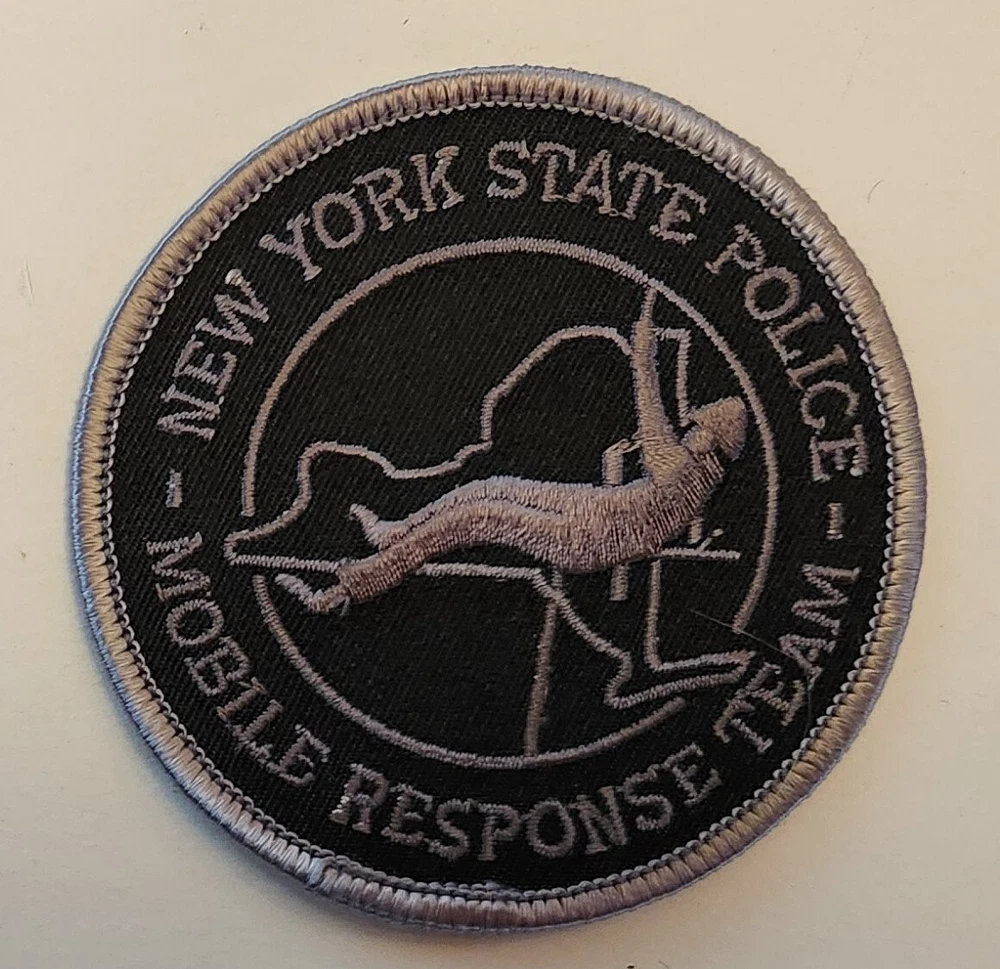 - NEW YORK STATE POLICE -
MOBILE RESPONSE TEAM